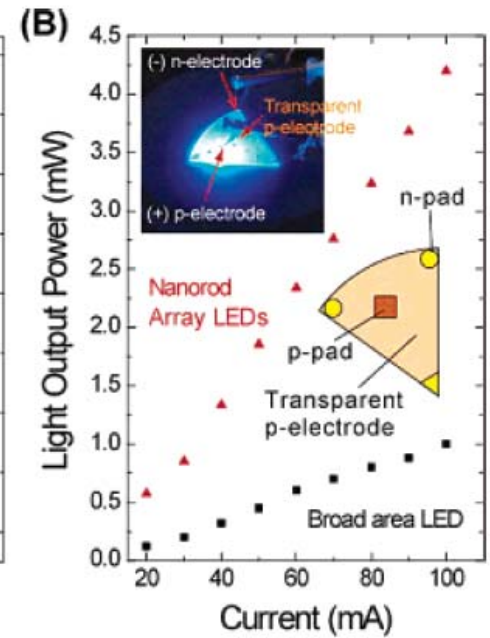 (B)
4.5
4.0
3.5
3.0
2.5
2.0
1.5
1.0
0.5
0.0
Light Output Power (mW)
(-) n-electrode
Transparent
p-electrode
(+) p-electrode
n-pad
Nanorod
Array LEDs
p-pad
Transparent
p-electrode
Broad area LED
20 40 60 80 100
Current (mA)